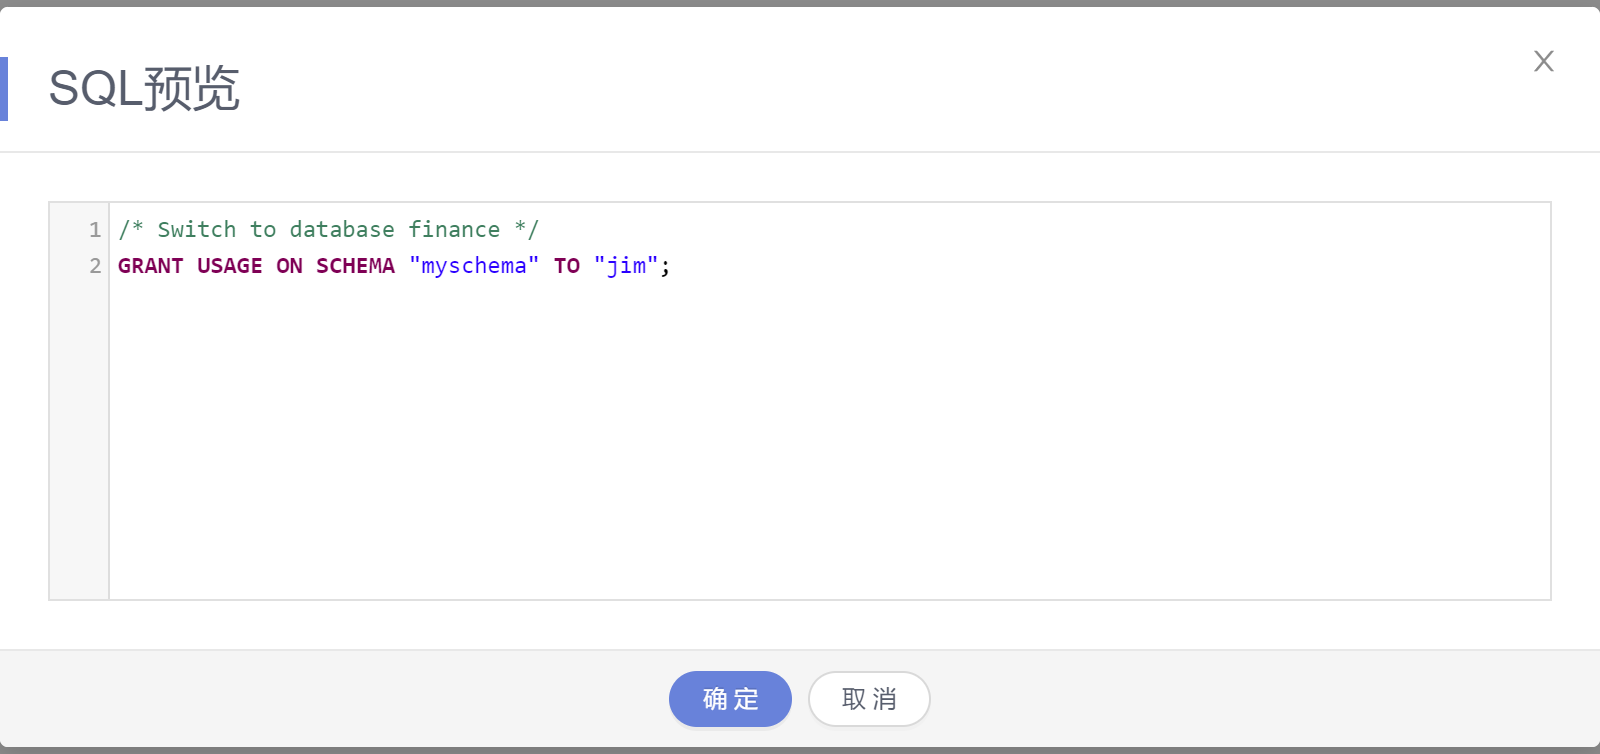 SQL预览
X
1 /* Switch to database finance */
2 GRANT USAGE ON SCHEMA "myschema" TO "jim";
确定 取消